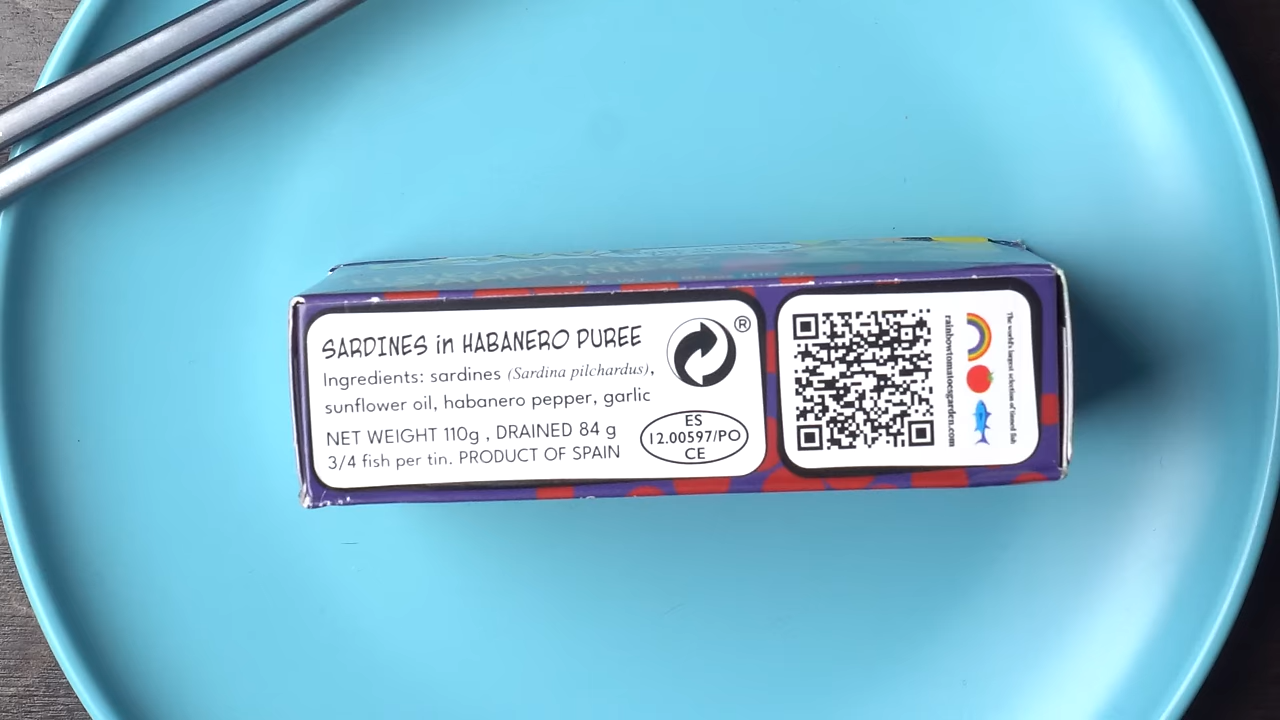 SARDINES in HABANERO PUREE
Ingredients: sardines (Sardina pilchardus),
sunflower oil, habanero pepper, garlic
NET WEIGHT 110g , DRAINED 84 g
3/4 fish per tin. PRODUCT OF SPAIN
®
ES
12.00597/PO
CE
The world's largest selection of tinned fish
rainbowtomatoesgarden.com